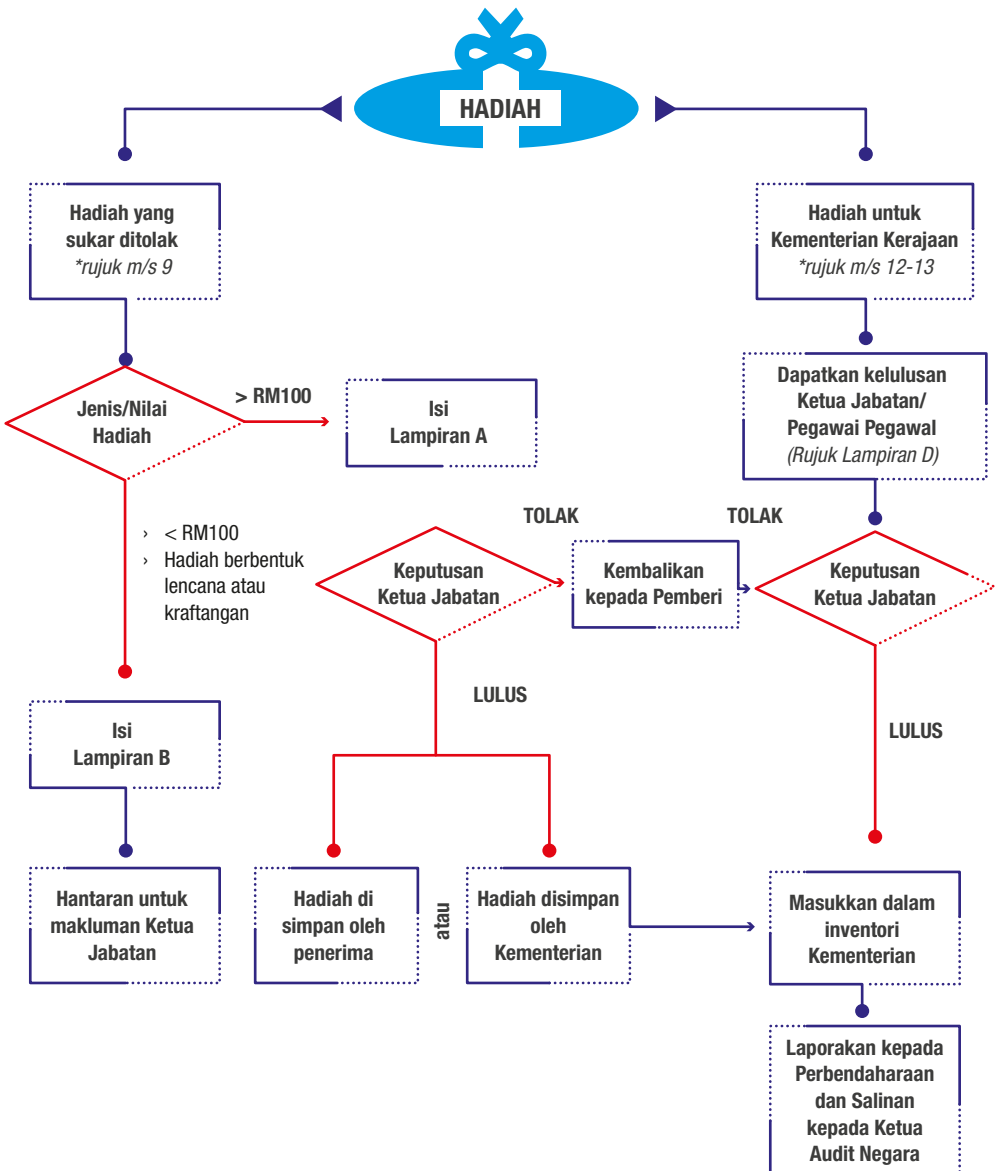 HADIAH
Hadiah yang
sukar ditolak
*rujuk m/s 9
Hadiah untuk
Kementerian Kerajaan
*rujuk m/s 12-13
Jenis/Nilai
Hadiah
> RM100
Isi
Lampiran A
Dapatkan kelulusan
Ketua Jabatan/
Pegawai Pegawal
(Rujuk Lampiran D)
› < RM100
› Hadiah berbentuk
lencana atau
kraftangan
Keputusan
Ketua Jabatan
TOLAK
Kembalikan
kepada Pemberi
TOLAK
Keputusan
Ketua Jabatan
LULUS
LULUS
Isi
Lampiran B
Hantaran untuk
makluman Ketua
Jabatan
Hadiah di
simpan oleh
penerima
atau
Hadiah disimpan
oleh
Kementerian
Masukkan dalam
inventori
Kementerian
Laporakan kepada
Perbendaharaan
dan Salinan
kepada Ketua
Audit Negara